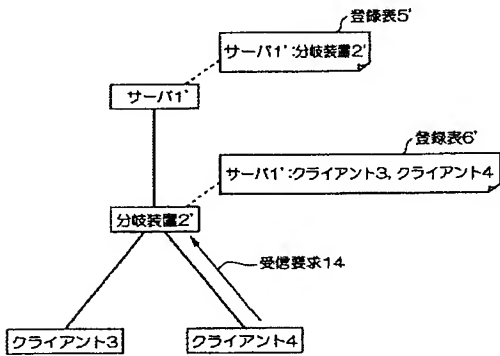 登録表5'
サーバ1':分岐装置2'
サーバ1'
登録表6'
サーバ1':クライアント3, クライアント4
分岐装置2'
受信要求14
クライアント3
クライアント4